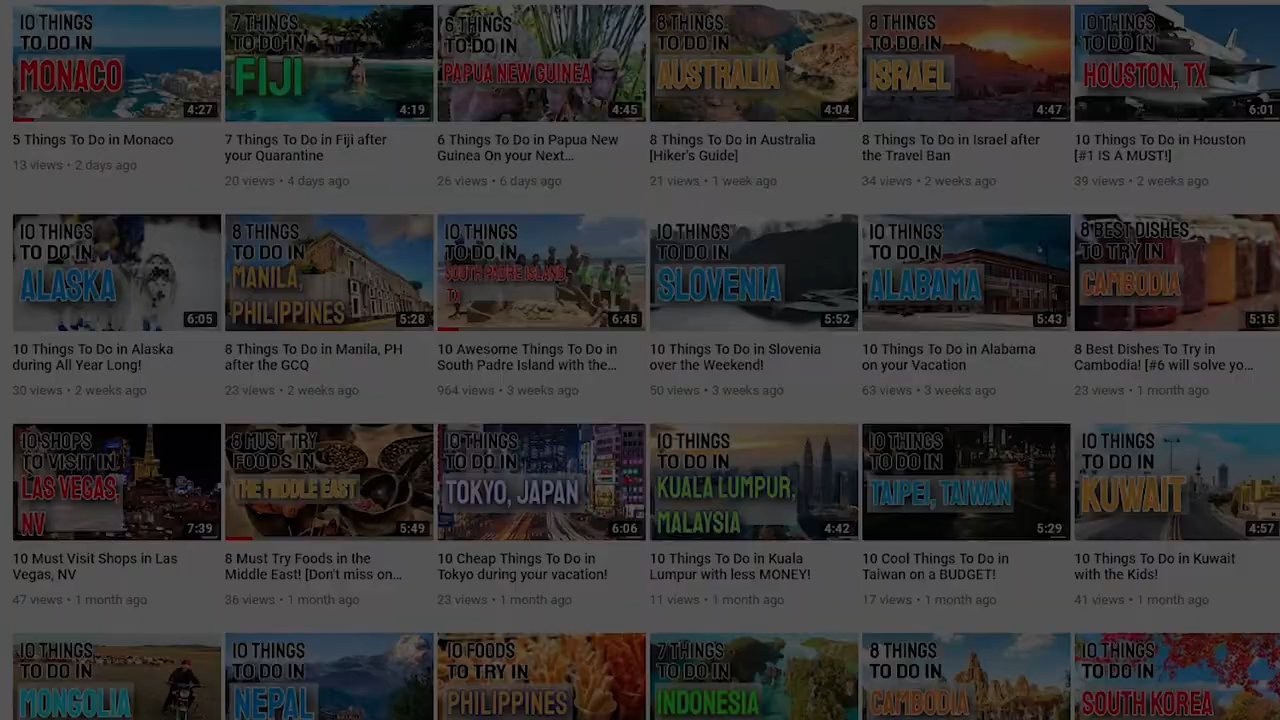 10 THINGS
TO DO IN
MONACO
4:27
5 Things To Do in Monaco
13 views • 2 days ago
7 THINGS
TO DO IN
FIJI
4:19
7 Things To Do in Fiji after
your Quarantine
20 views • 4 days ago
6 THINGS
TO DO IN
PAPUA NEW GUINEA
4:45
6 Things To Do in Papua New
Guinea On your Next...
26 views • 6 days ago
8 THINGS
TO DO IN
AUSTRALIA
4:04
8 Things To Do in Australia
[Hiker's Guide]
21 views • 1 week ago
8 THINGS
TO DO IN
ISRAEL
4:47
8 Things To Do in Israel after
the Travel Ban
34 views • 2 weeks ago
10 THINGS
TO DO IN
HOUSTON, TX
6:01
10 Things To Do in Houston
[#1 IS A MUST!]
39 views • 2 weeks ago
10 THINGS
TO DO IN
ALASKA
6:05
10 Things To Do in Alaska
during All Year Long!
30 views • 2 weeks ago
8 THINGS
TO DO IN
MANILA,
PHILIPPINES
5:28
8 Things To Do in Manila, PH
after the GCQ
23 views • 2 weeks ago
10 THINGS
TO DO IN
SOUTH PADRE ISLAND
TX
6:45
10 Awesome Things To Do in
South Padre Island with the...
964 views • 3 weeks ago
10 THINGS
TO DO IN
SLOVENIA
5:52
10 Things To Do in Slovenia
over the Weekend!
50 views • 3 weeks ago
10 THINGS
TO DO IN
ALABAMA
5:43
10 Things To Do in Alabama
on your Vacation
63 views • 3 weeks ago
8 BEST DISHES
TO TRY IN
CAMBODIA
5:15
8 Best Dishes To Try in
Cambodia! [#6 will solve yo...
23 views • 1 month ago
10 SHOPS
TO VISIT IN
LAS VEGAS,
NV
7:39
10 Must Visit Shops in Las
Vegas, NV
47 views • 1 month ago
8 MUST TRY
FOODS IN
THE MIDDLE EAST
5:49
8 Must Try Foods in the
Middle East! [Don't miss on...
36 views • 1 month ago
10 THINGS
TO DO IN
TOKYO, JAPAN
6:06
10 Cheap Things To Do in
Tokyo during your vacation!
23 views • 1 month ago
10 THINGS
TO DO IN
KUALA LUMPUR,
MALAYSIA
4:42
10 Things To Do in Kuala
Lumpur with less MONEY!
11 views • 1 month ago
10 THINGS
TO DO IN
TAIPEI, TAIWAN
5:29
10 Cool Things To Do in
Taiwan on a BUDGET!
17 views • 1 month ago
10 THINGS
TO DO IN
KUWAIT
4:57
10 Things To Do in Kuwait
with the Kids!
41 views • 1 month ago
10 THINGS
TO DO IN
MONGOLIA
10 THINGS
TO DO IN
NEPAL
10 FOODS
TO TRY IN
PHILIPPINES
7 THINGS
TO DO IN
INDONESIA
8 THINGS
TO DO IN
CAMBODIA
10 THINGS
TO DO IN
SOUTH KOREA